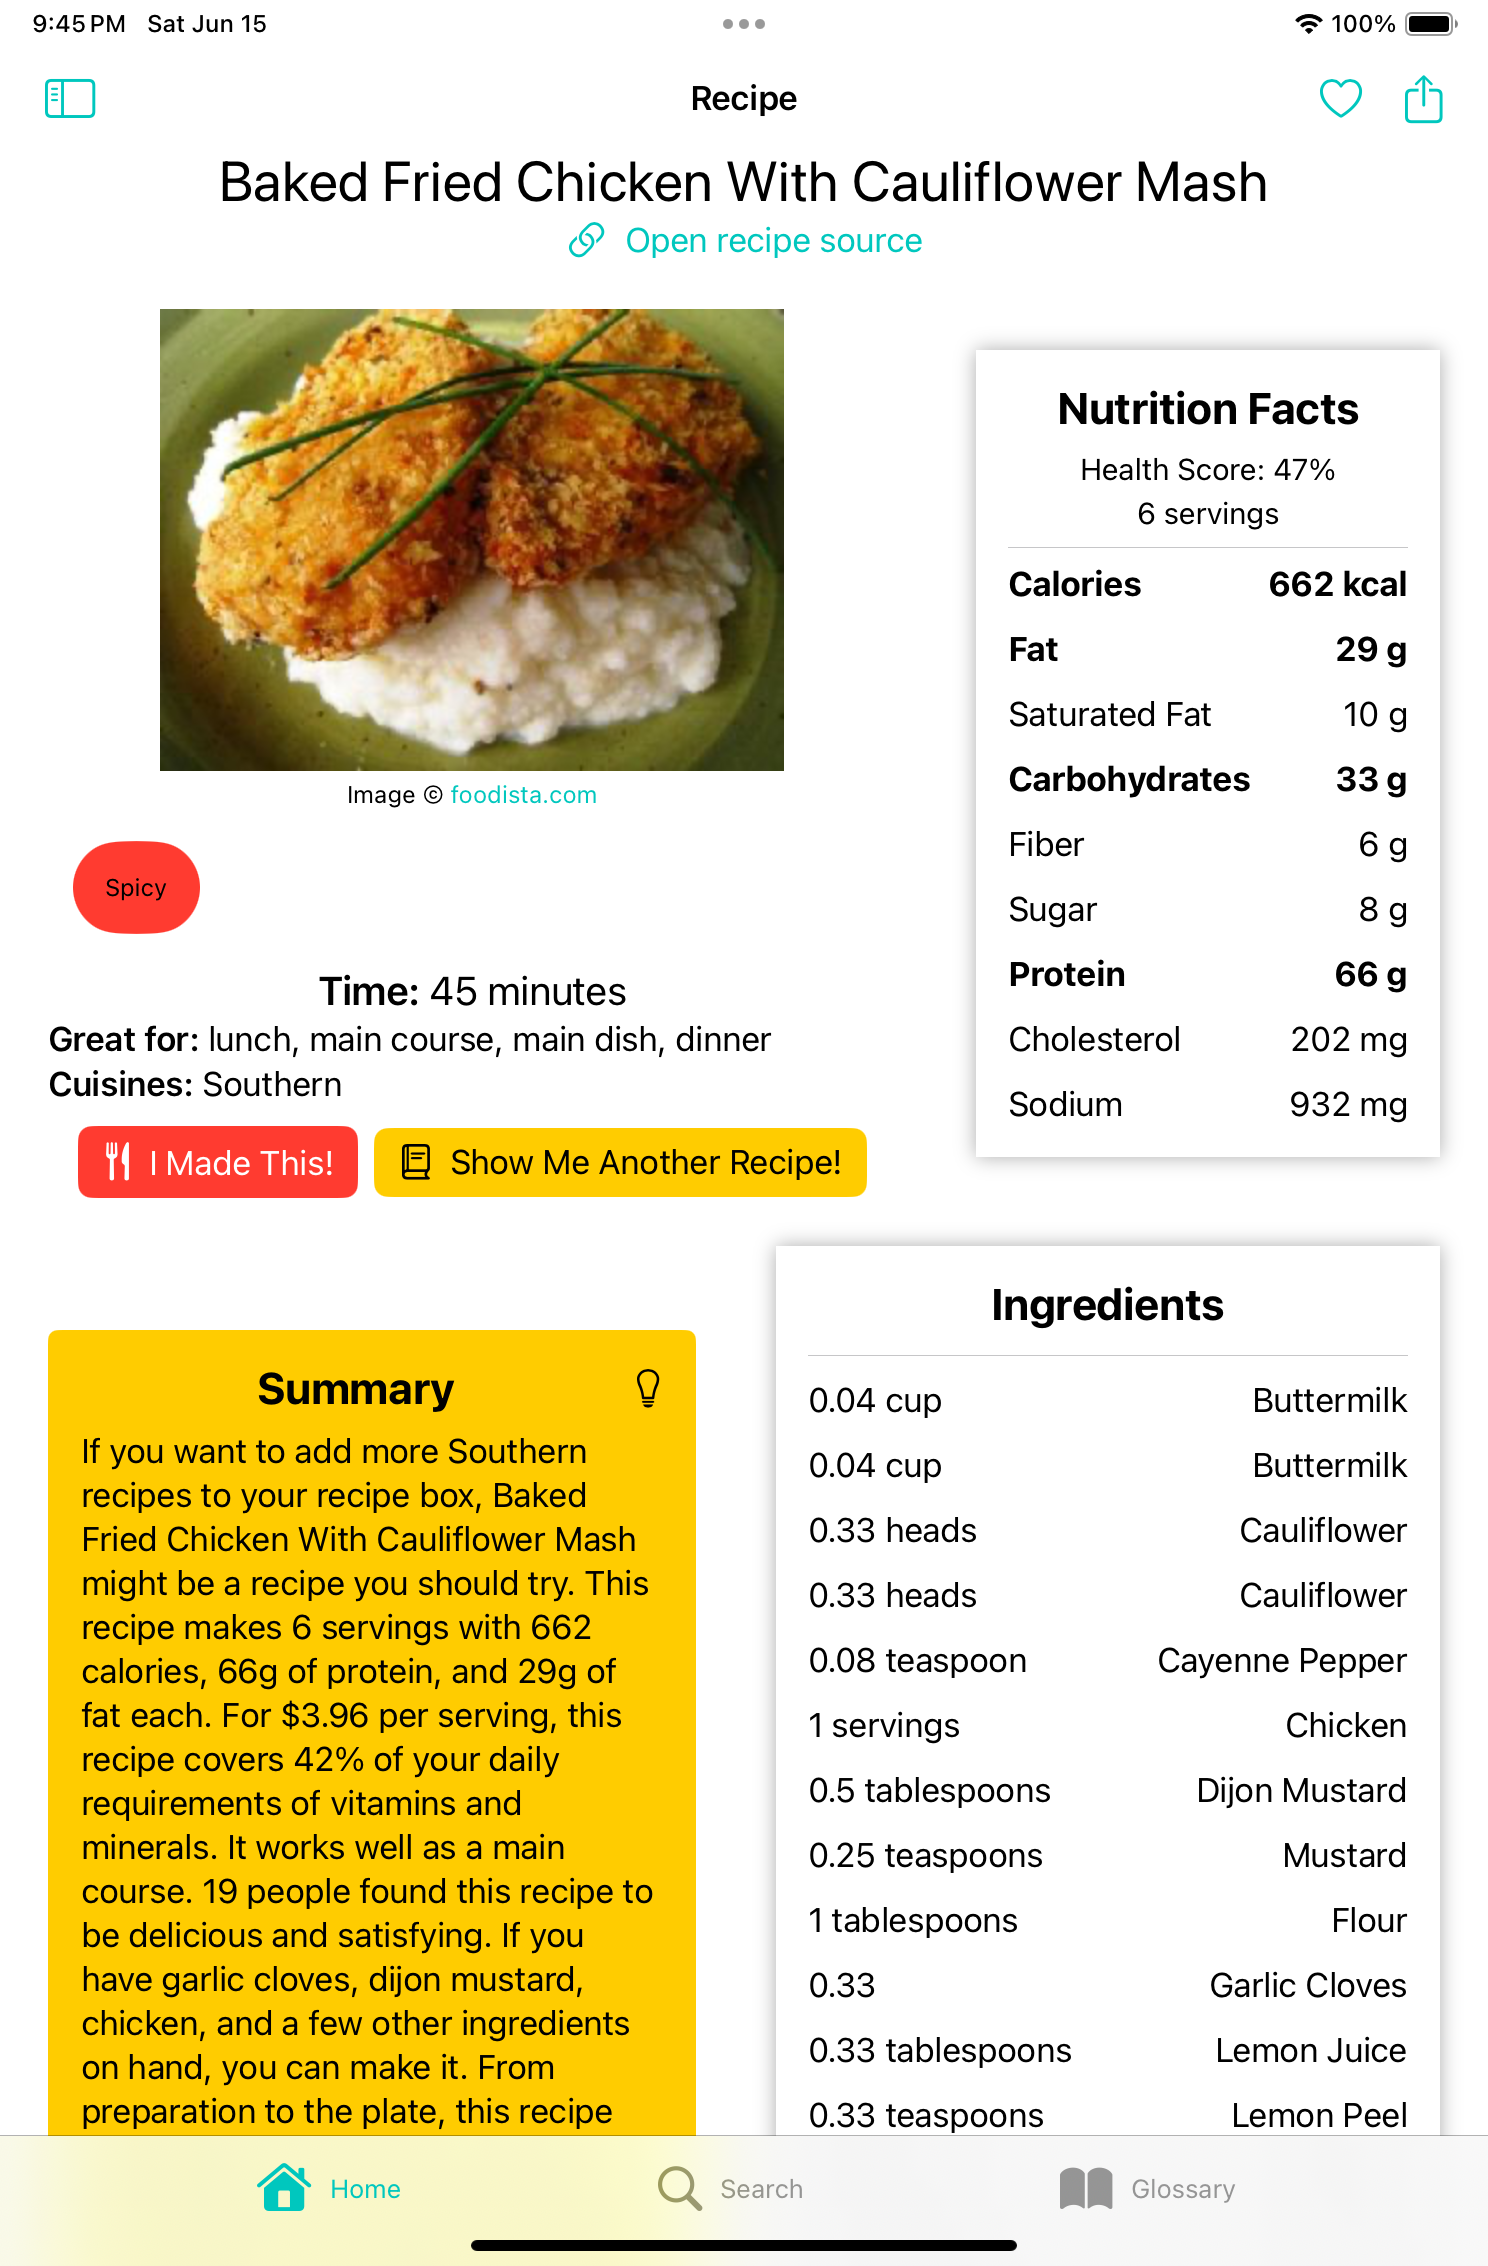 9:45 PM Sat Jun 15
100%
Recipe
Baked Fried Chicken With Cauliflower Mash
Open recipe source
Image © foodista.com
Spicy
Time: 45 minutes
Great for: lunch, main course, main dish, dinner
Cuisines: Southern
I Made This!
Show Me Another Recipe!
Nutrition Facts
Health Score: 47%
6 servings
Calories 662 kcal
Fat 29 g
Saturated Fat 10 g
Carbohydrates 33 g
Fiber 6 g
Sugar 8 g
Protein 66 g
Cholesterol 202 mg
Sodium 932 mg
Summary
If you want to add more Southern
recipes to your recipe box, Baked
Fried Chicken With Cauliflower Mash
might be a recipe you should try. This
recipe makes 6 servings with 662
calories, 66g of protein, and 29g of
fat each. For $3.96 per serving, this
recipe covers 42% of your daily
requirements of vitamins and
minerals. It works well as a main
course. 19 people found this recipe to
be delicious and satisfying. If you
have garlic cloves, dijon mustard,
chicken, and a few other ingredients
on hand, you can make it. From
preparation to the plate, this recipe
Ingredients
0.04 cup Buttermilk
0.04 cup Buttermilk
0.33 heads Cauliflower
0.33 heads Cauliflower
0.08 teaspoon Cayenne Pepper
1 servings Chicken
0.5 tablespoons Dijon Mustard
0.25 teaspoons Mustard
1 tablespoons Flour
0.33 Garlic Cloves
0.33 tablespoons Lemon Juice
0.33 teaspoons Lemon Peel
Home
Search
Glossary